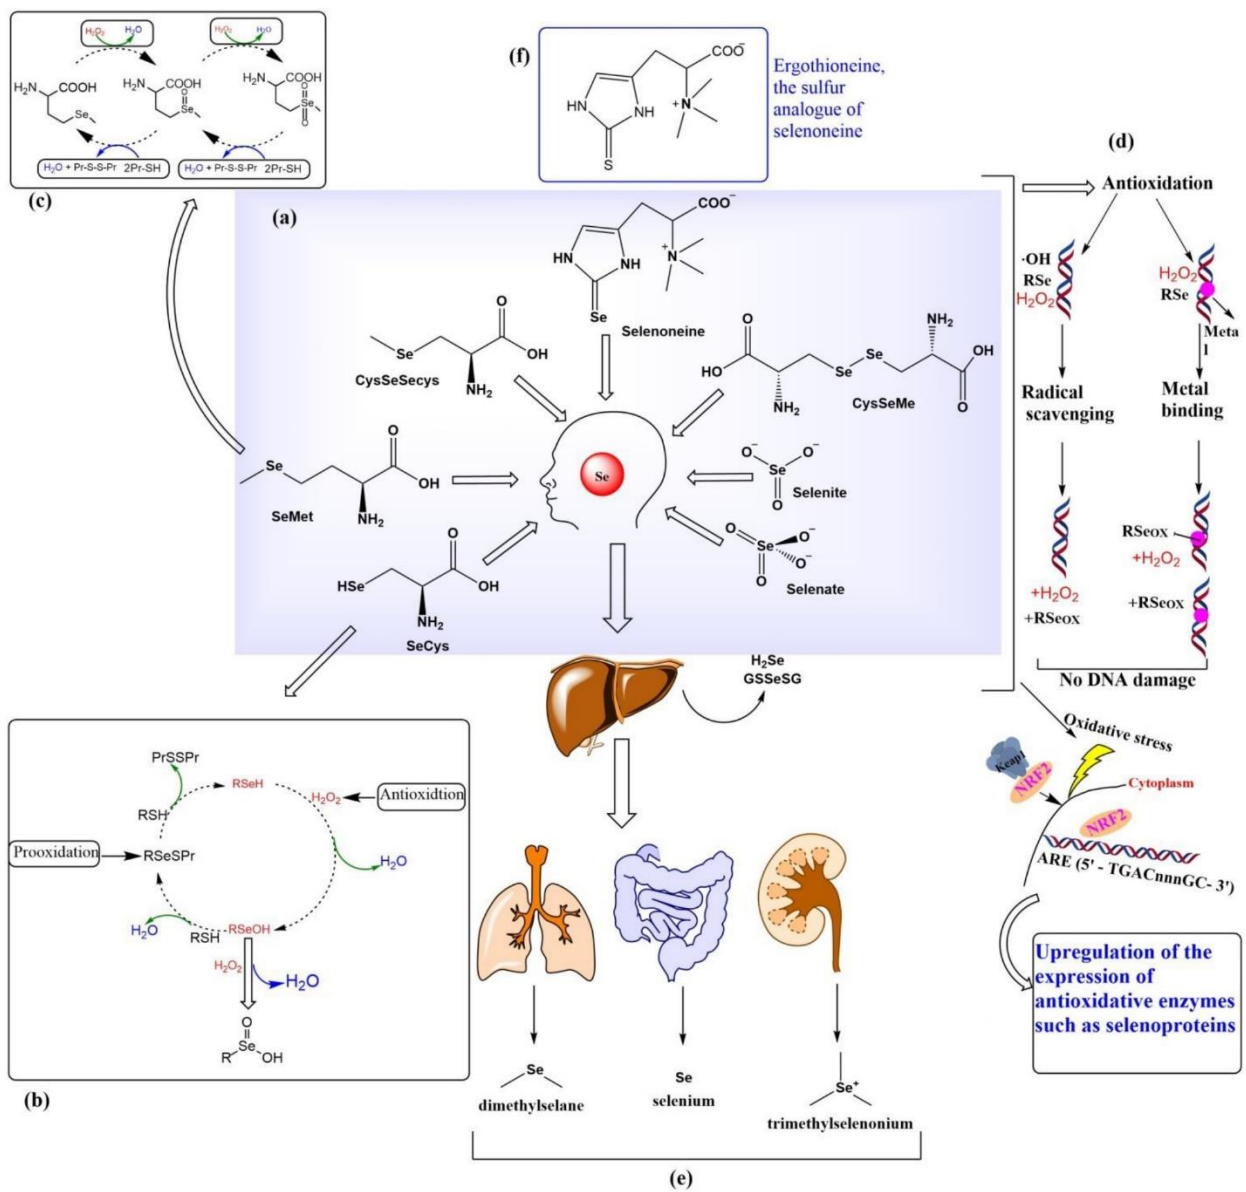 H₂O₂
H₂O
H₂O₂
H₂O
H₂N
COOH
Se
H₂N
COOH
O
Se
H₂N
COOH
O
Se
O
H₂O + Pr-S-S-Pr 2Pr-SH
H₂O + Pr-S-S-Pr 2Pr-SH
(c)
(f)
COO⁻
NH
N
+
HN
S
Ergothioneine,
the sulfur
analogue of
selenoneine
(a)
COO⁻
HN
NH
N
+
Se
Selenoneine
Se
O
OH
NH₂
CysSeSecys
O
HO
NH₂
Se
Se
NH₂
OH
O
CysSeMe
Se
O
OH
NH₂
SeMet
Se
O⁻
O⁻
Se
O
Selenite
O
Se
O⁻
O⁻
O
Selenate
HSe
O
OH
NH₂
SeCys
H₂Se
GSSeSG
(d)
Antioxidation
·OH
RSe
H₂O₂
H₂O₂
RSe
Meta
l
Radical
scavenging
Metal
binding
+H₂O₂
+RSeOX
RSeOX
+H₂O₂
+RSeOX
No DNA damage
Oxidative stress
Keap1
NRF2
Cytoplasm
NRF2
ARE (5' - TGACnnnGC- 3')
Upregulation of the
expression of
antioxidative enzymes
such as selenoproteins
PrSSPr
RSeH
H₂O₂
Antioxidtion
RSH
Prooxidation
RSeSPr
H₂O
H₂O
RSH
RSeOH
H₂O₂
H₂O
O
Se
R
OH
(b)
Se
dimethylselane
Se
selenium
Se⁺
trimethylselenonium
(e)